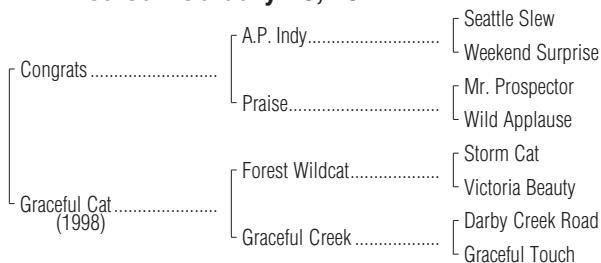 Seattle Slew
A.P. Indy
Weekend Surprise
Congrats
Mr. Prospector
Praise
Wild Applause
Storm Cat
Forest Wildcat
Victoria Beauty
Graceful Cat
(1998)
Darby Creek Road
Graceful Creek
Graceful Touch